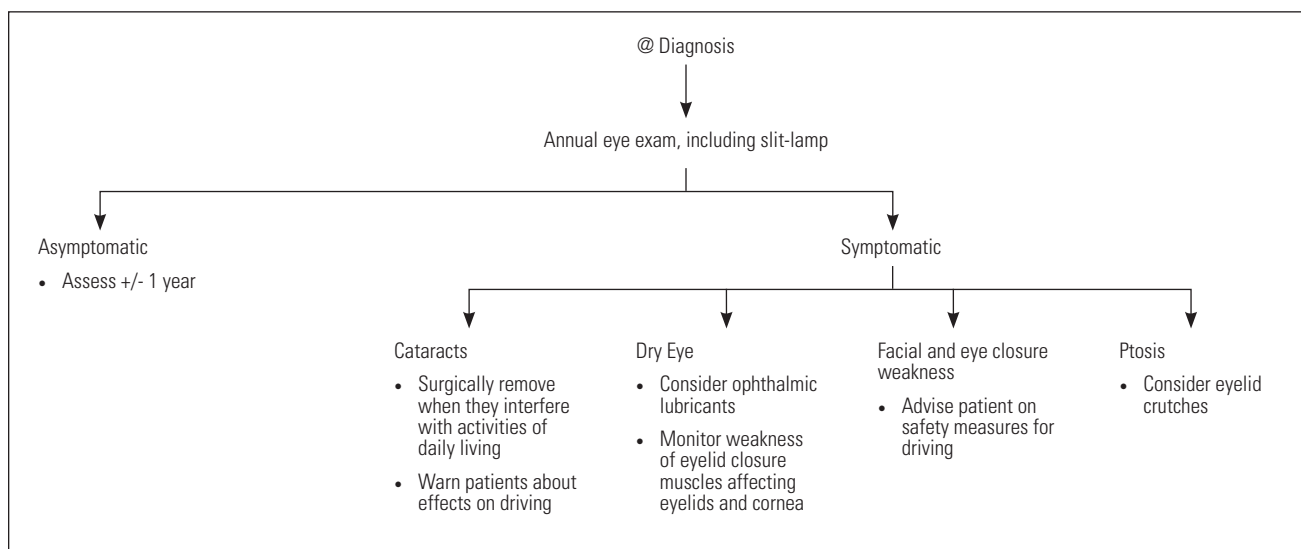 @ Diagnosis
Annual eye exam, including slit-lamp
Asymptomatic
• Assess +/- 1 year
Symptomatic
Cataracts
• Surgically remove
when they interfere
with activities of
daily living
• Warn patients about
effects on driving
Dry Eye
• Consider ophthalmic
lubricants
• Monitor weakness
of eyelid closure
muscles affecting
eyelids and cornea
Facial and eye closure
weakness
• Advise patient on
safety measures for
driving
Ptosis
• Consider eyelid
crutches